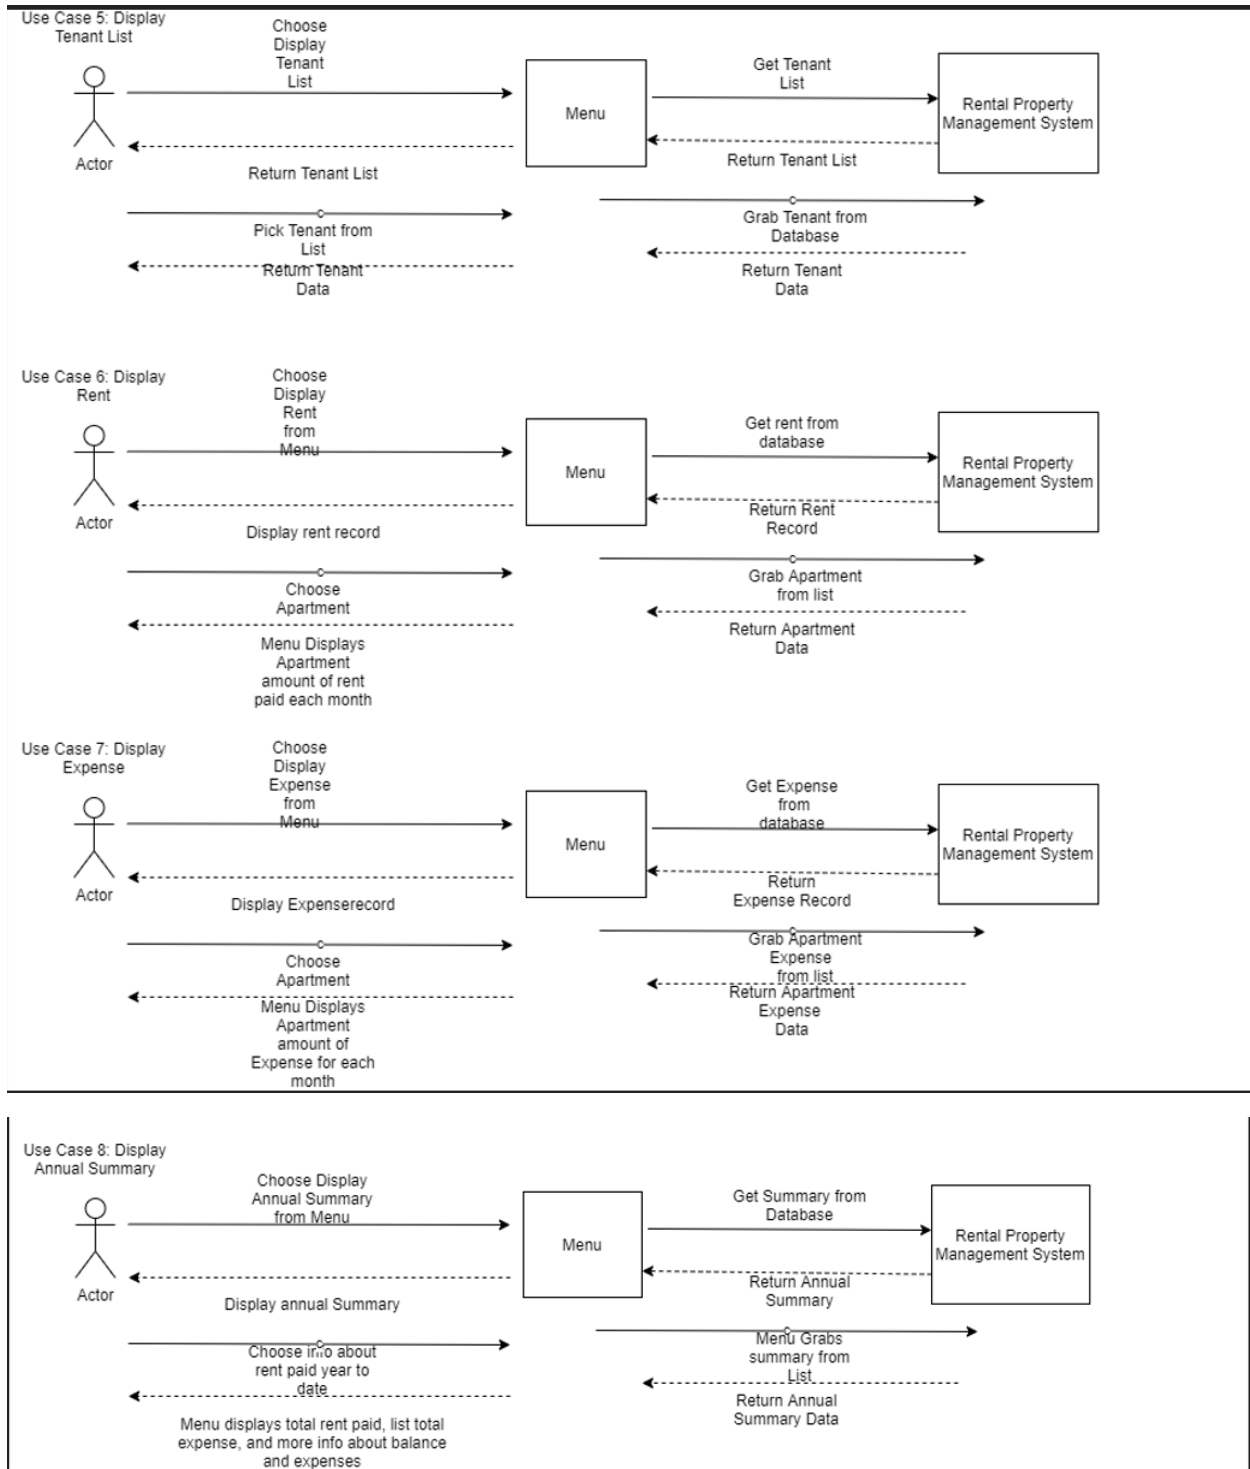 Use Case 5: Display
Tenant List
Choose
Display
Tenant
List
Get Tenant
List
Menu
Rental Property
Management System
Actor
Return Tenant List
Return Tenant List
Pick Tenant from
List
Return Tenant
Data
Grab Tenant from
Database
Return Tenant
Data
Use Case 6: Display
Rent
Choose
Display
Rent
from
Menu
Get rent from
database
Menu
Rental Property
Management System
Actor
Display rent record
Return Rent
Record
Choose
Apartment
Grab Apartment
from list
Menu Displays
Apartment
amount of rent
paid each month
Return Apartment
Data
Use Case 7: Display
Expense
Choose
Display
Expense
from
Menu
Get Expense
from
database
Menu
Rental Property
Management System
Actor
Display Expenserecord
Return
Expense Record
Choose
Apartment
Grab Apartment
Expense
from list
Menu Displays
Apartment
amount of
Expense for each
month
Return Apartment
Expense
Data
Use Case 8: Display
Annual Summary
Choose Display
Annual Summary
from Menu
Get Summary from
Database
Menu
Rental Property
Management System
Actor
Display annual Summary
Return Annual
Summary
Choose info about
rent paid year to
date
Menu Grabs
summary from
List
Menu displays total rent paid, list total
expense, and more info about balance
and expenses
Return Annual
Summary Data